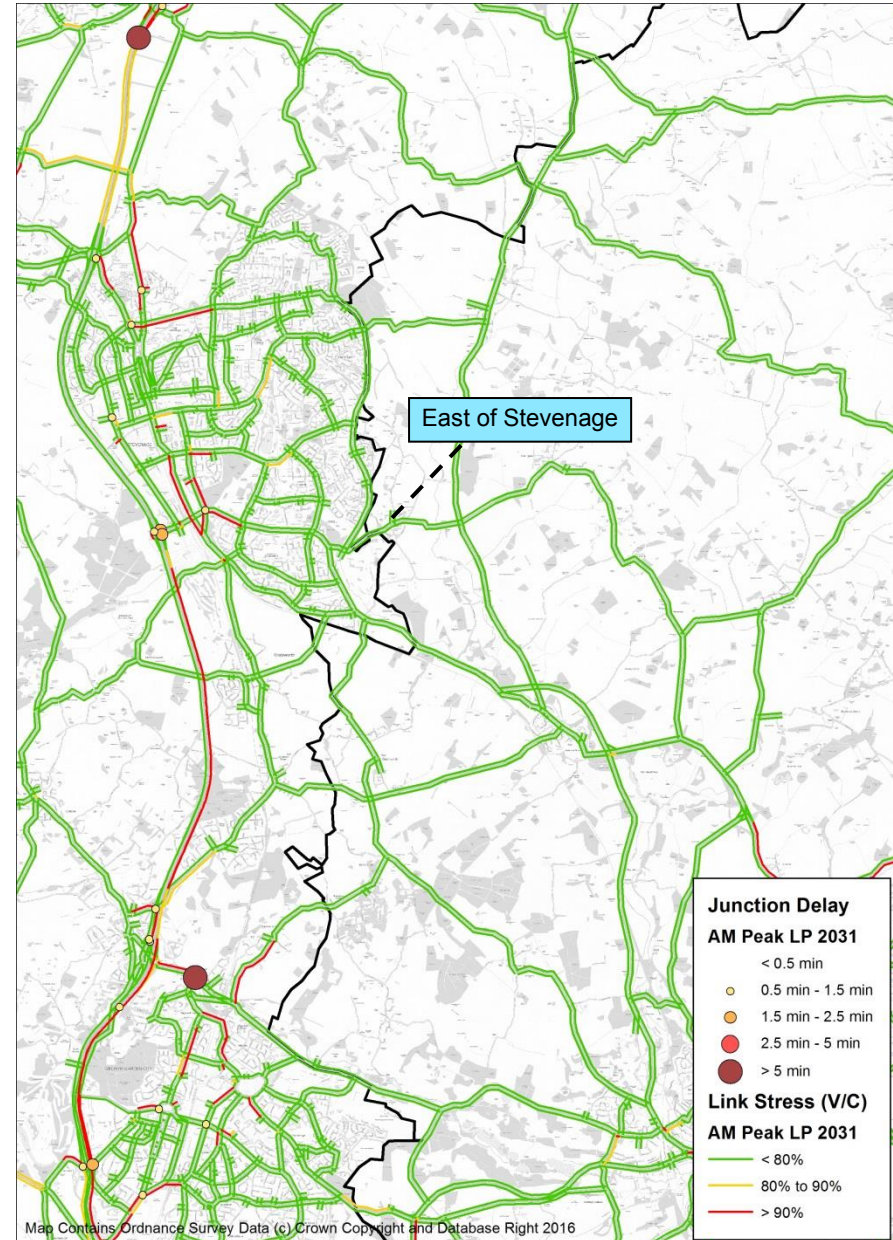 East of Stevenage
Junction Delay
AM Peak LP 2031
< 0.5 min
0.5 min - 1.5 min
1.5 min - 2.5 min
2.5 min - 5 min
> 5 min
Link Stress (V/C)
AM Peak LP 2031
< 80%
80% to 90%
> 90%
Map Contains Ordnance Survey Data (c) Crown Copyright and Database Right 2016